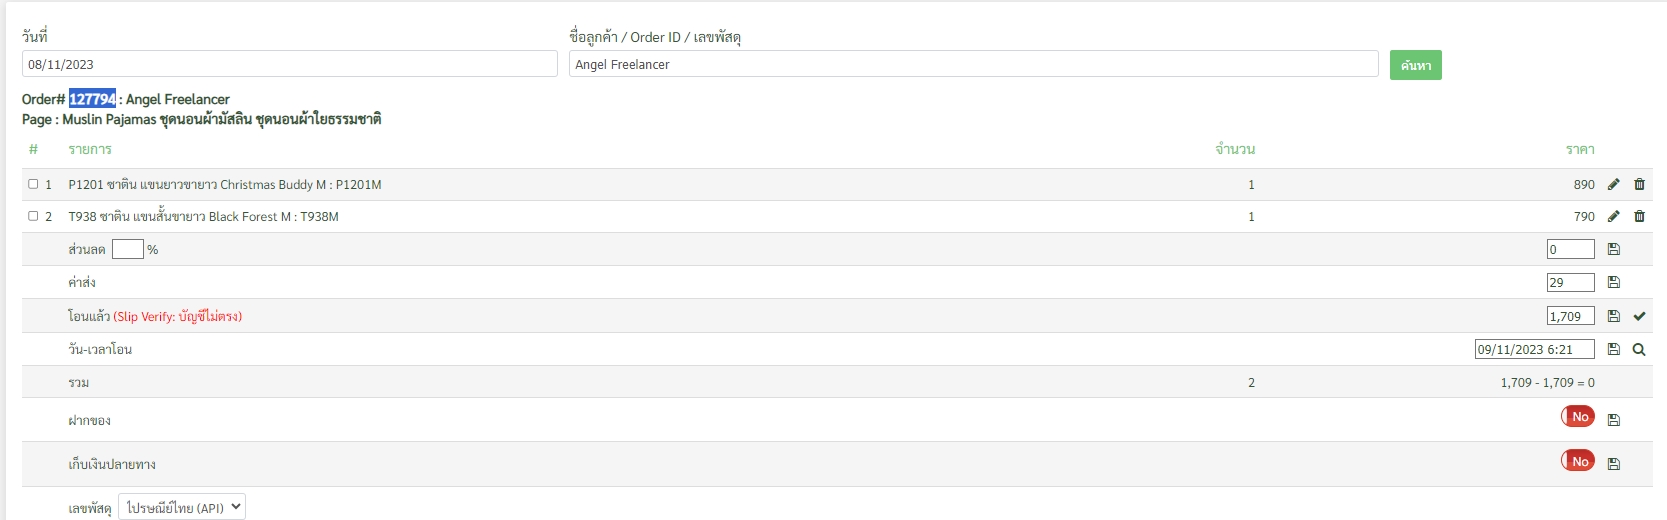 วันที่
08/11/2023
ชื่อลูกค้า / Order ID / เลขพัสดุ
Angel Freelancer
ค้นหา
Order# 127794 : Angel Freelancer
Page : Muslin Pajamas ชุดนอนผ้ามัสลิน ชุดนอนผ้าใยธรรมชาติ
# รายการ จำนวน ราคา
1 P1201 ซาติน แขนยาวขายาว Christmas Buddy M : P1201M 1 890
2 T938 ซาติน แขนสั้นขายาว Black Forest M : T938M 1 790
ส่วนลด % 0
ค่าส่ง 29
โอนแล้ว (Slip Verify: บัญชีไม่ตรง) 1,709
วัน-เวลาโอน 09/11/2023 6:21
รวม 2 1,709 - 1,709 = 0
ฝากของ No
เก็บเงินปลายทาง No
เลขพัสดุ ไปรษณีย์ไทย (API)